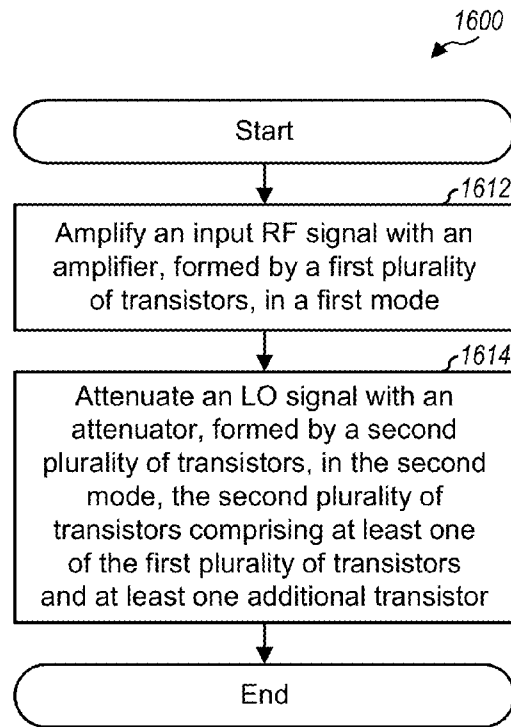 1600
Start
1612
Amplify an input RF signal with an
amplifier, formed by a first plurality
of transistors, in a first mode
1614
Attenuate an LO signal with an
attenuator, formed by a second
plurality of transistors, in the second
mode, the second plurality of
transistors comprising at least one
of the first plurality of transistors
and at least one additional transistor
End